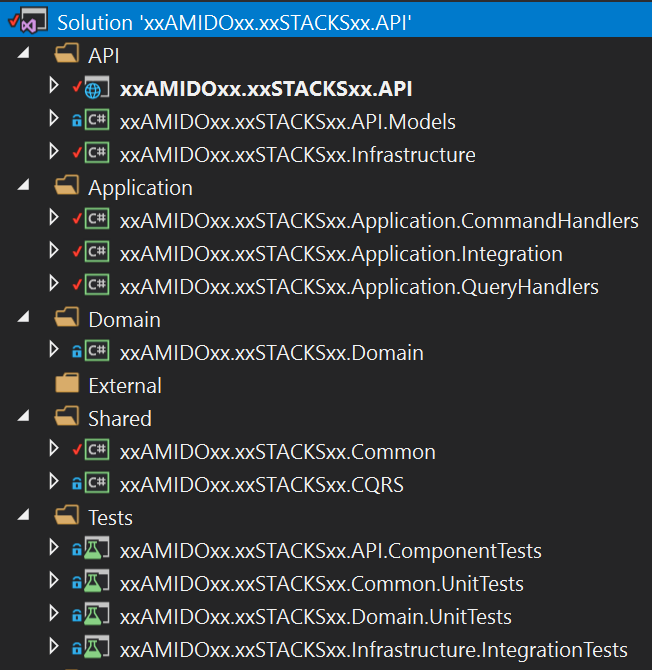 Solution 'xxAMIDOxx.xxSTACKSxx.API'
API
xxAMIDOxx.xxSTACKSxx.API
C# xxAMIDOxx.xxSTACKSxx.API.Models
C# xxAMIDOxx.xxSTACKSxx.Infrastructure
Application
C# xxAMIDOxx.xxSTACKSxx.Application.CommandHandlers
C# xxAMIDOxx.xxSTACKSxx.Application.Integration
C# xxAMIDOxx.xxSTACKSxx.Application.QueryHandlers
Domain
C# xxAMIDOxx.xxSTACKSxx.Domain
External
Shared
C# xxAMIDOxx.xxSTACKSxx.Common
C# xxAMIDOxx.xxSTACKSxx.CQRS
Tests
xxAMIDOxx.xxSTACKSxx.API.ComponentTests
xxAMIDOxx.xxSTACKSxx.Common.UnitTests
xxAMIDOxx.xxSTACKSxx.Domain.UnitTests
xxAMIDOxx.xxSTACKSxx.Infrastructure.IntegrationTests